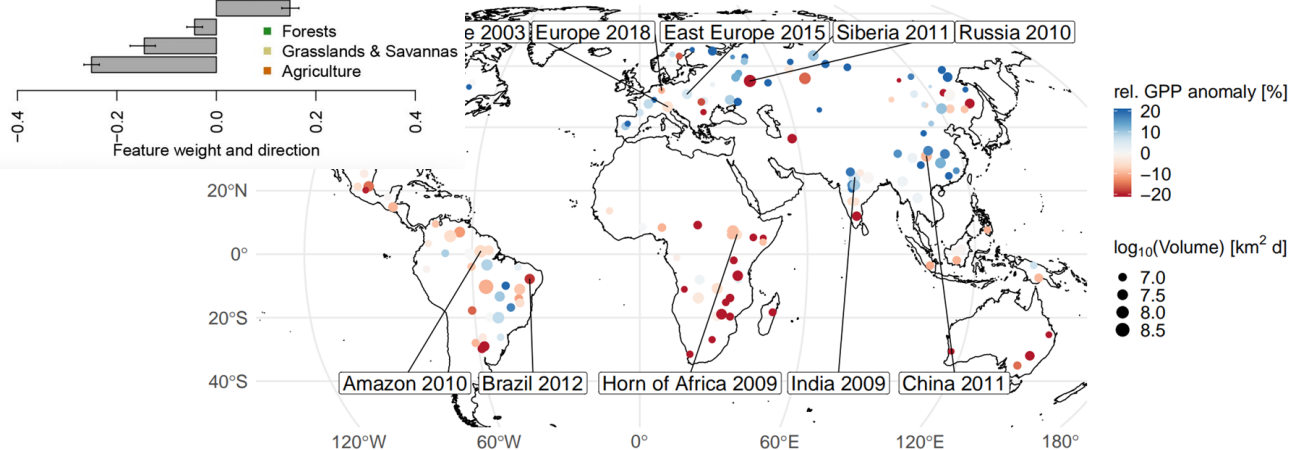 Forests
Grasslands & Savannas
Agriculture
−0.4
−0.2
0.0
0.2
0.4
Feature weight and direction
e 2003
Europe 2018
East Europe 2015
Siberia 2011
Russia 2010
20°N
0°
20°S
40°S
Amazon 2010
Brazil 2012
Horn of Africa 2009
India 2009
China 2011
120°W
60°W
0°
60°E
120°E
180°
rel. GPP anomaly [%]
20
10
0
−10
−20
log10(Volume) [km2 d]
7.0
7.5
8.0
8.5